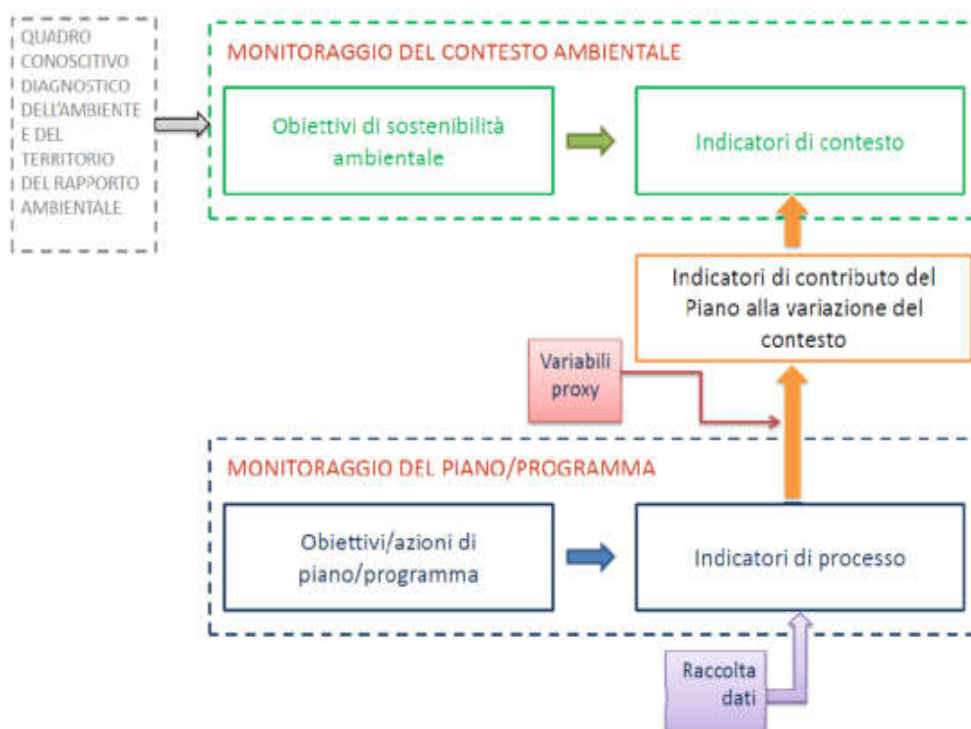 QUADRO
CONOSCITIVO
DIAGNOSTICO
DELL'AMBIENTE
E DEL
TERRITORIO
DEL RAPPORTO
AMBIENTALE
MONITORAGGIO DEL CONTESTO AMBIENTALE
Obiettivi di sostenibilità
ambientale
Indicatori di contesto
Indicatori di contributo del
Piano alla variazione del
contesto
Variabili
proxy
MONITORAGGIO DEL PIANO/PROGRAMMA
Obiettivi/azioni di
piano/programma
Indicatori di processo
Raccolta
dati